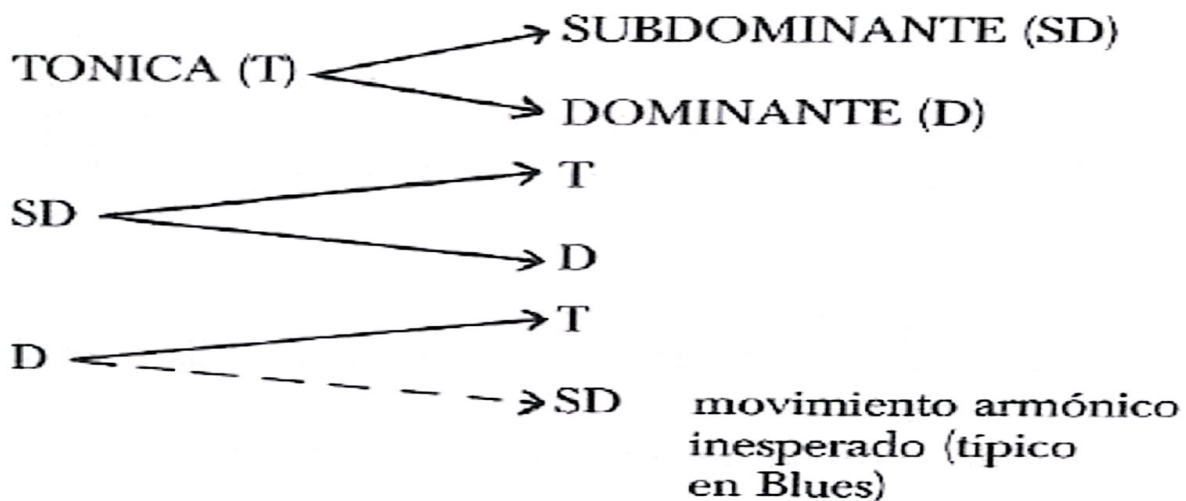 SUBDOMINANTE (SD)
TONICA (T)
DOMINANTE (D)
T
SD
D
T
D
SD movimiento armónico
inesperado (típico
en Blues)